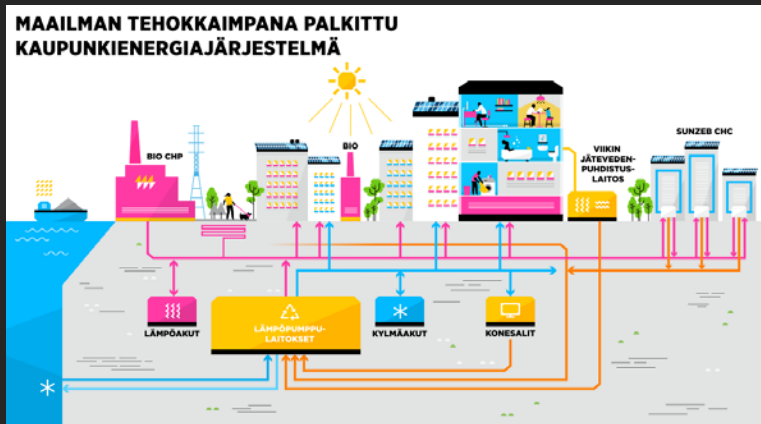 MAAILMAN TEHOKKAIMPANA PALKITTU
KAUPUNKIENERGIAJÄRJESTELMÄ
BIO CHP
BIO
VIIKIN
JÄTEVEDEN-
PUHDISTUS-
LAITOS
SUNZEB CHC
LÄMPÖAKUT
LÄMPÖPUMPPU-
LAITOKSET
KYLMÄAKUT
KONESALIT